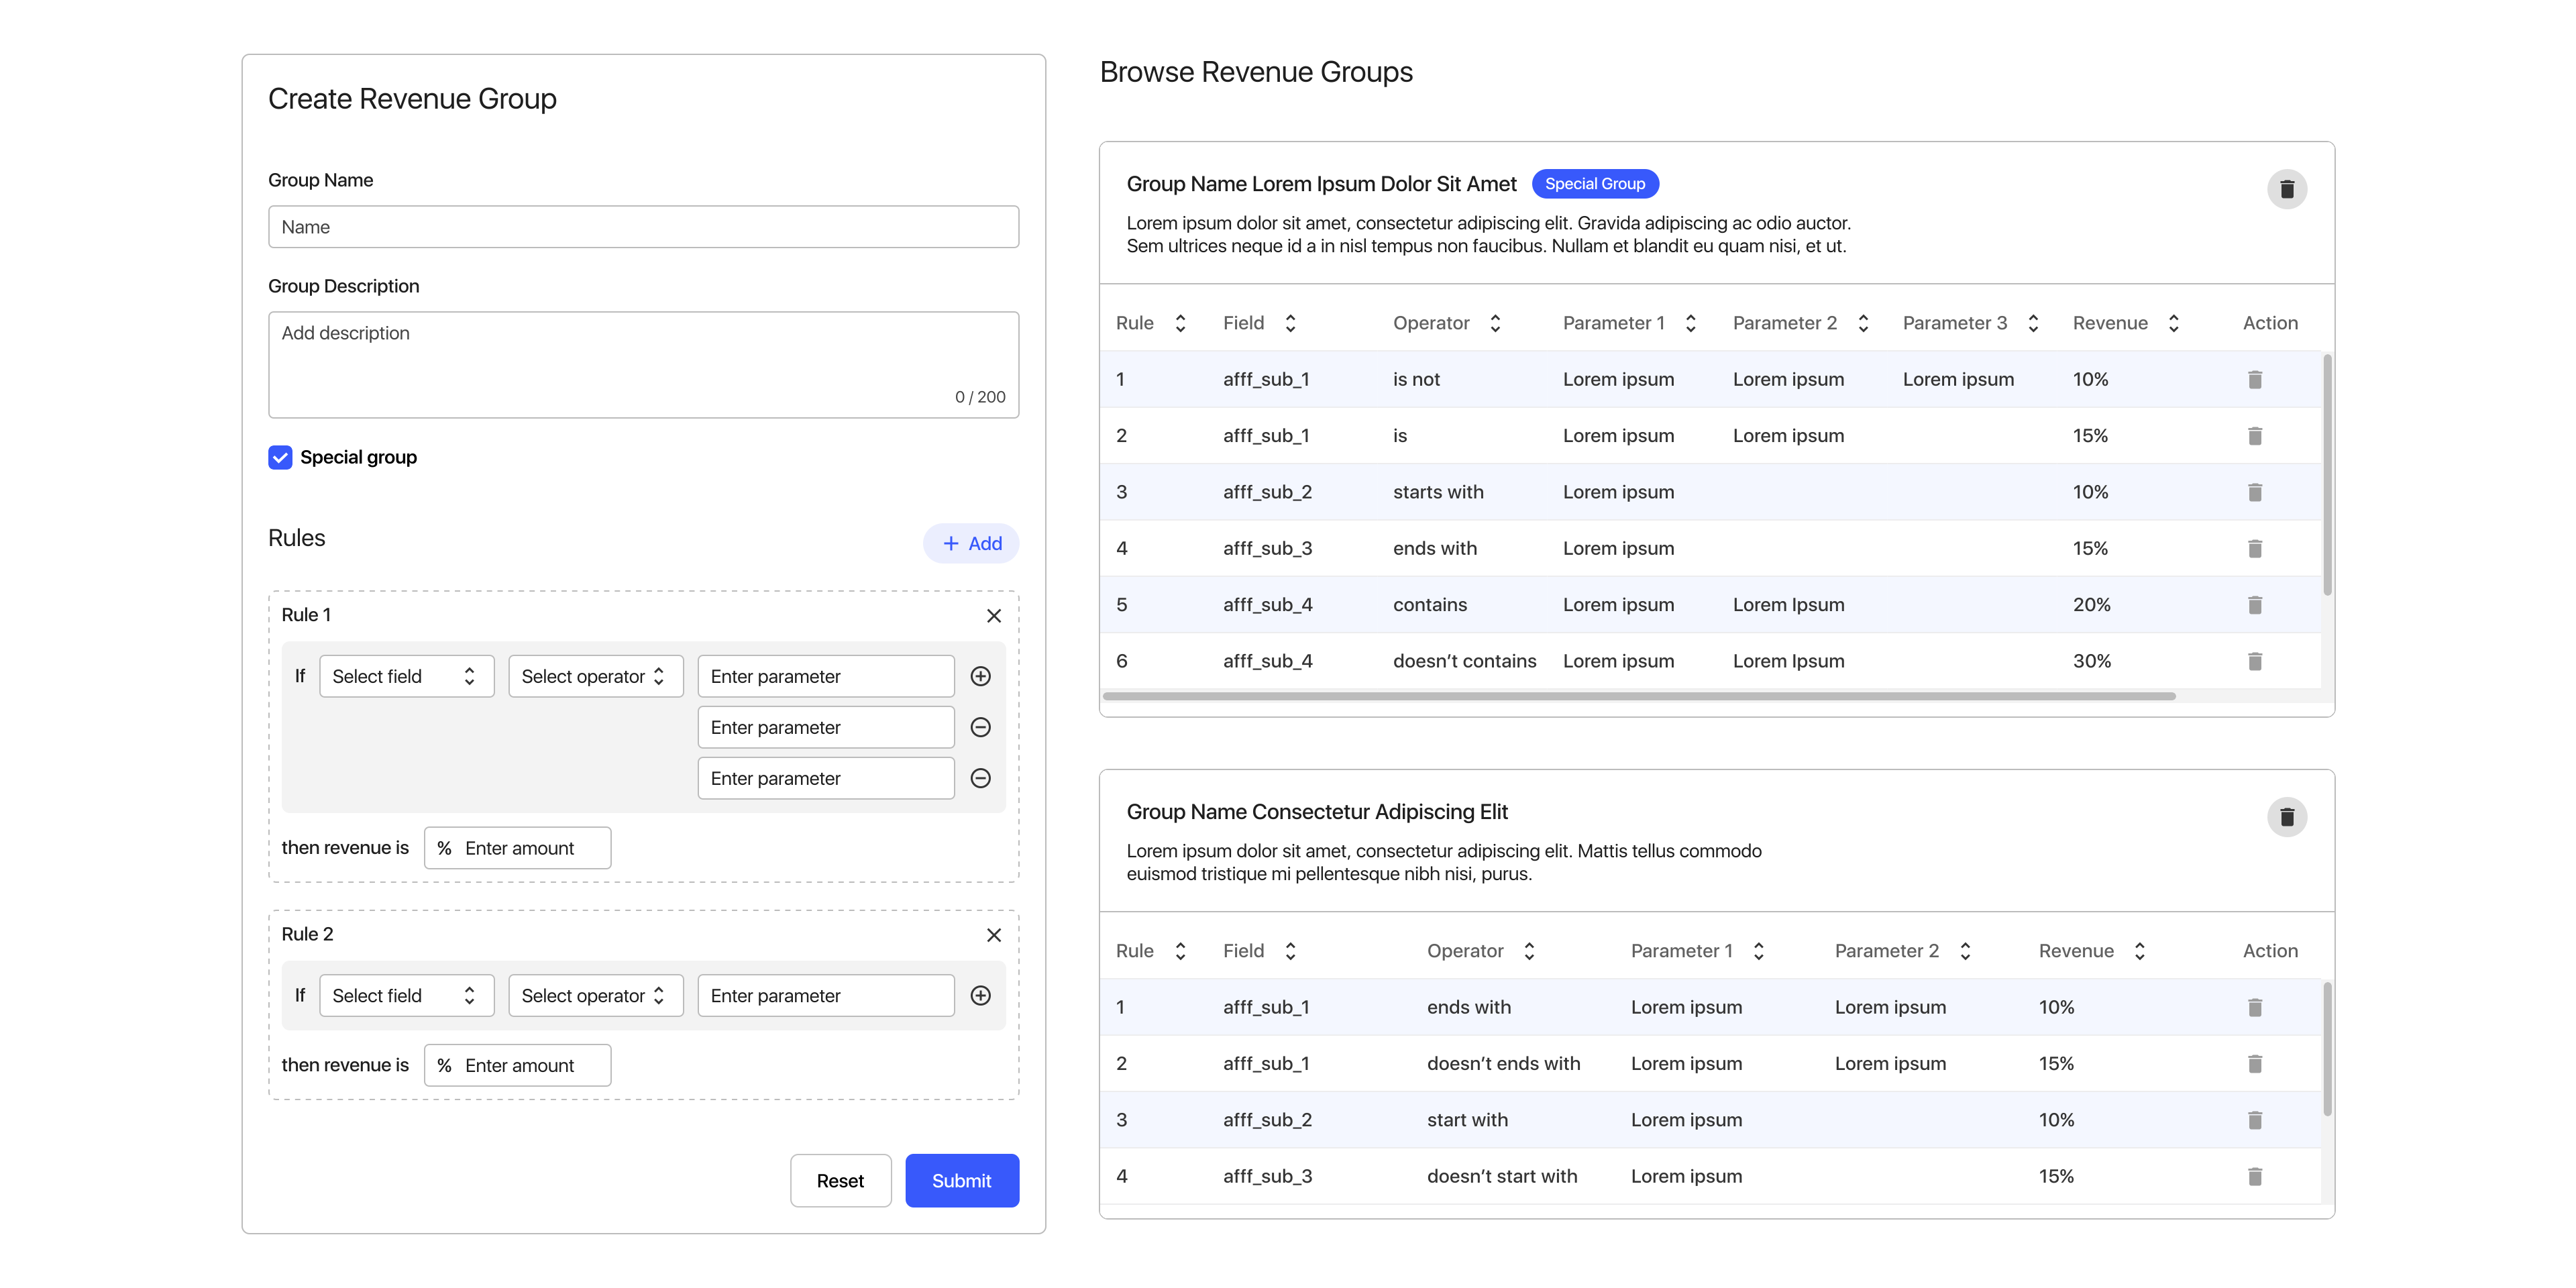 Create Revenue Group
Group Name
Name
Group Description
Add description
0 / 200
Special group
Rules
+ Add
Rule 1
If Select field Select operator Enter parameter
Enter parameter
Enter parameter
then revenue is % Enter amount
Rule 2
If Select field Select operator Enter parameter
then revenue is % Enter amount
Reset Submit
Browse Revenue Groups
Group Name Lorem Ipsum Dolor Sit Amet Special Group
Lorem ipsum dolor sit amet, consectetur adipiscing elit. Gravida adipiscing ac odio auctor.
Sem ultrices neque id a in nisl tempus non faucibus. Nullam et blandit eu quam nisi, et ut.
Rule Field Operator Parameter 1 Parameter 2 Parameter 3 Revenue Action
1 afff_sub_1 is not Lorem ipsum Lorem ipsum Lorem ipsum 10%
2 afff_sub_1 is Lorem ipsum Lorem ipsum 15%
3 afff_sub_2 starts with Lorem ipsum 10%
4 afff_sub_3 ends with Lorem ipsum 15%
5 afff_sub_4 contains Lorem ipsum Lorem Ipsum 20%
6 afff_sub_4 doesn’t contains Lorem ipsum Lorem Ipsum 30%
Group Name Consectetur Adipiscing Elit
Lorem ipsum dolor sit amet, consectetur adipiscing elit. Mattis tellus commodo
euismod tristique mi pellentesque nibh nisi, purus.
Rule Field Operator Parameter 1 Parameter 2 Revenue Action
1 afff_sub_1 ends with Lorem ipsum Lorem ipsum 10%
2 afff_sub_1 doesn’t ends with Lorem ipsum Lorem ipsum 15%
3 afff_sub_2 start with Lorem ipsum 10%
4 afff_sub_3 doesn’t start with Lorem ipsum 15%